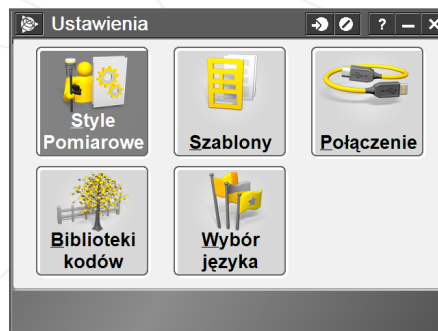 Ustawienia
?
Style
Pomiarowe
Szablony
Połączenie
Biblioteki
kodów
Wybór
języka